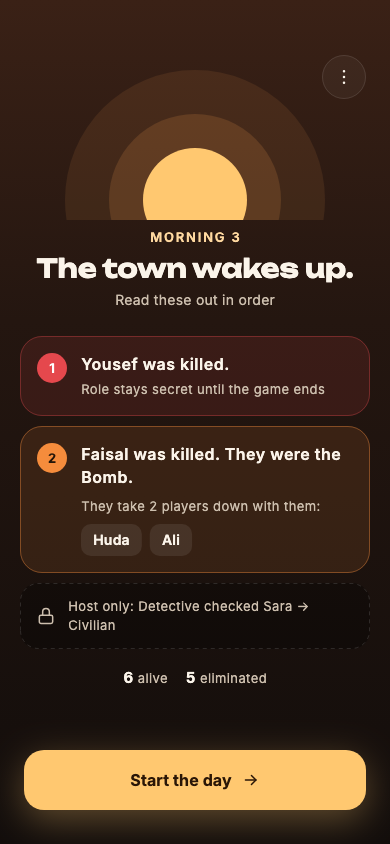 MORNING 3
The town wakes up.
Read these out in order
1
Yousef was killed.
Role stays secret until the game ends
2
Faisal was killed. They were the
Bomb.
They take 2 players down with them:
Huda Ali
Host only: Detective checked Sara →
Civilian
6 alive 5 eliminated
Start the day →